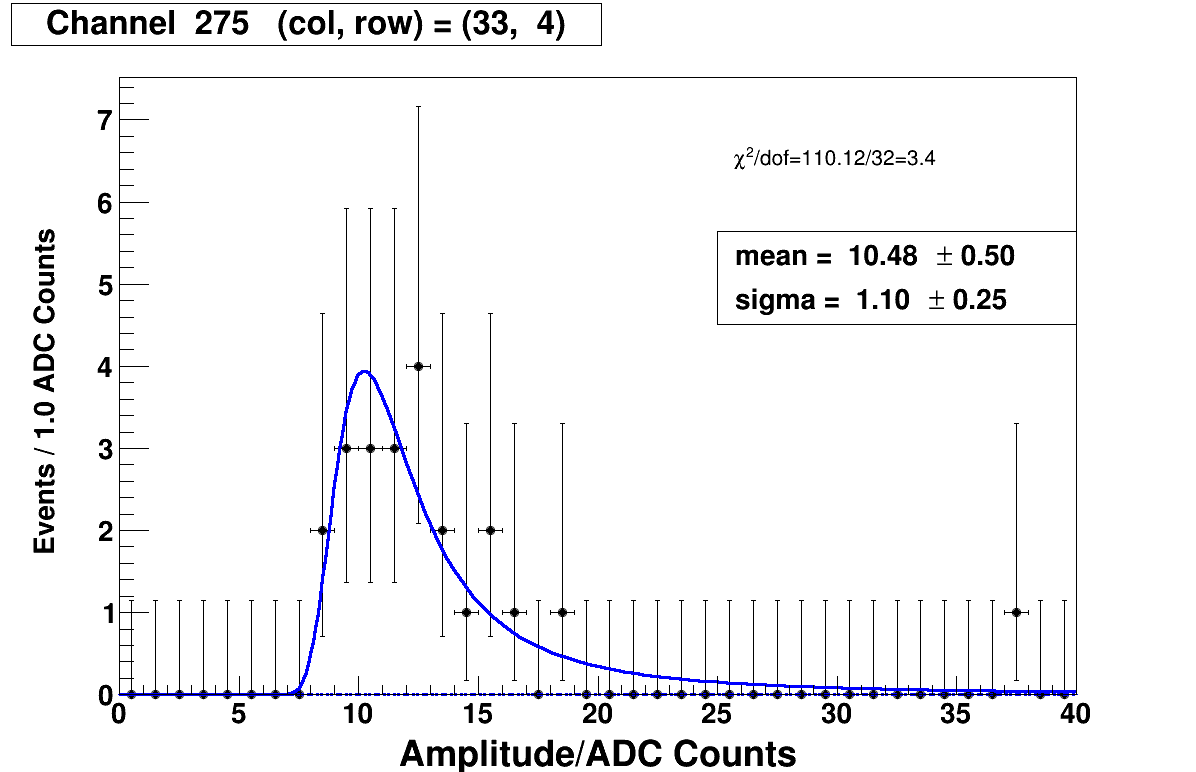 Channel 275 (col, row) = (33, 4)
χ²/dof=110.12/32=3.4
mean = 10.48 ± 0.50
sigma = 1.10 ± 0.25
Events / 1.0 ADC Counts
7
6
5
4
3
2
1
0
0 5 10 15 20 25 30 35 40
Amplitude/ADC Counts